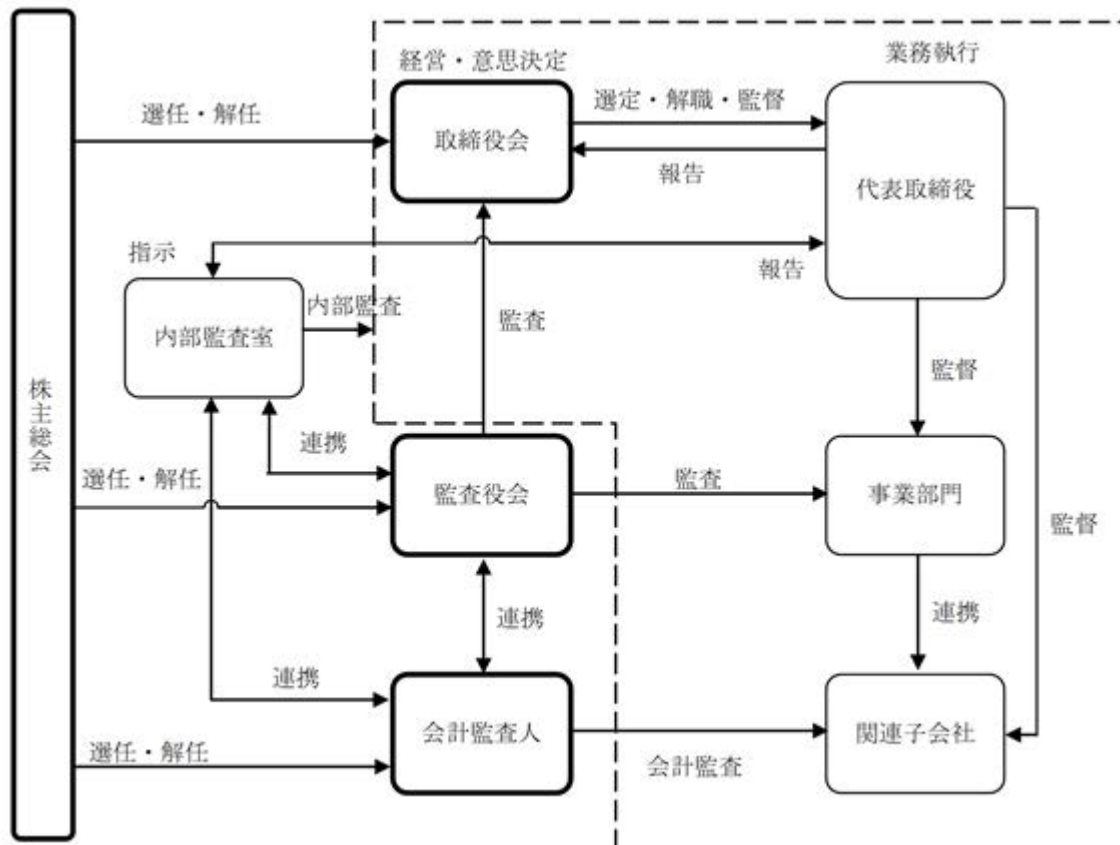 経営・意思決定
業務執行
選任・解任
取締役会
選定・解職・監督
報告
代表取締役
指示
報告
内部監査室
内部監査
監査
監督
株主総会
連携
選任・解任
監査役会
監査
事業部門
監督
連携
連携
連携
選任・解任
会計監査人
会計監査
関連子会社